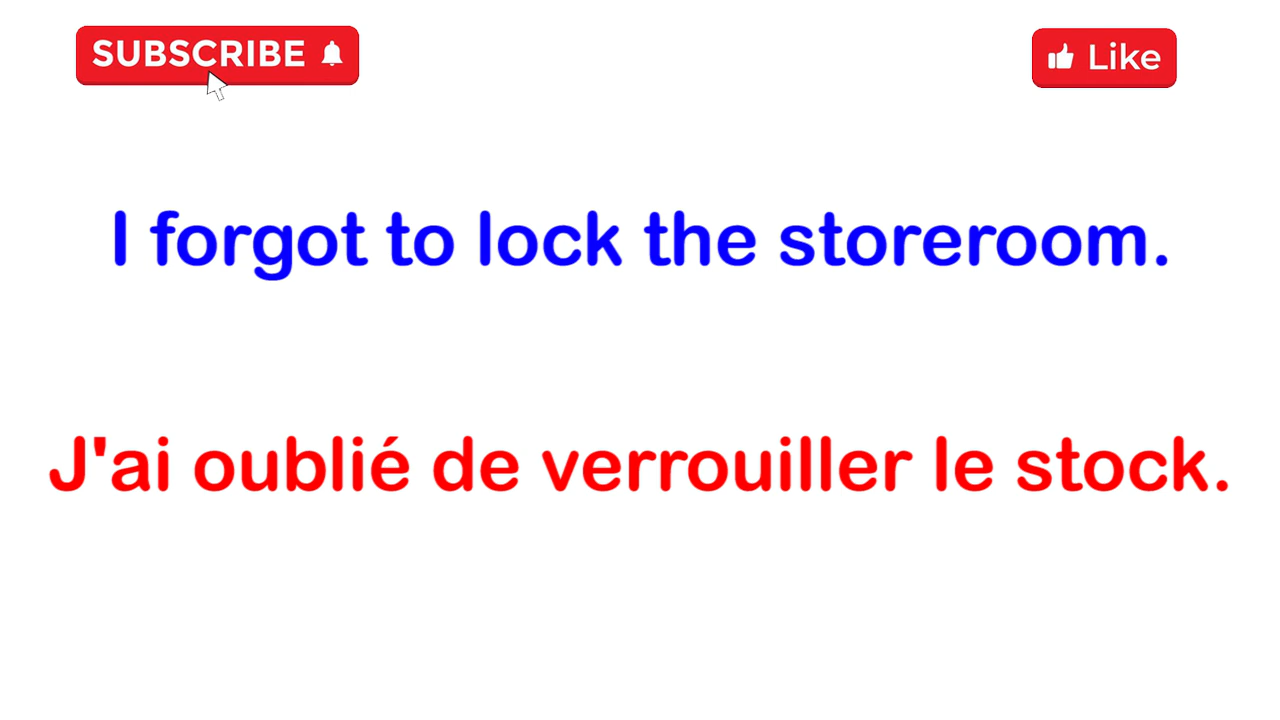 SUBSCRIBE
Like
I forgot to lock the storeroom.
J'ai oublié de verrouiller le stock.